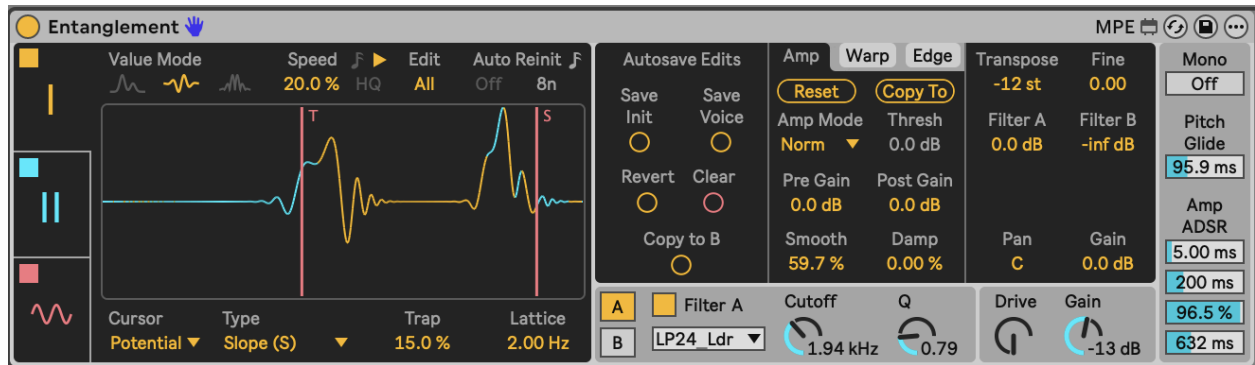 Entanglement
MPE
Value Mode
Speed
Edit
Auto Reinit
20.0 %
HQ
All
Off
8n
T
S
Cursor
Type
Trap
Lattice
Potential
Slope (S)
15.0 %
2.00 Hz
Autosave Edits
Save Init
Save Voice
Revert
Clear
Copy to B
Amp
Warp
Edge
Reset
Copy To
Amp Mode
Thresh
Norm
0.0 dB
Pre Gain
Post Gain
0.0 dB
0.0 dB
Smooth
Damp
59.7 %
0.00 %
Transpose
Fine
-12 st
0.00
Filter A
Filter B
0.0 dB
-inf dB
Pan
Gain
C
0.0 dB
A
Filter A
B
LP24_Ldr
Cutoff
Q
1.94 kHz
0.79
Drive
Gain
-13 dB
Mono
Off
Pitch
Glide
95.9 ms
Amp
ADSR
5.00 ms
200 ms
96.5 %
632 ms